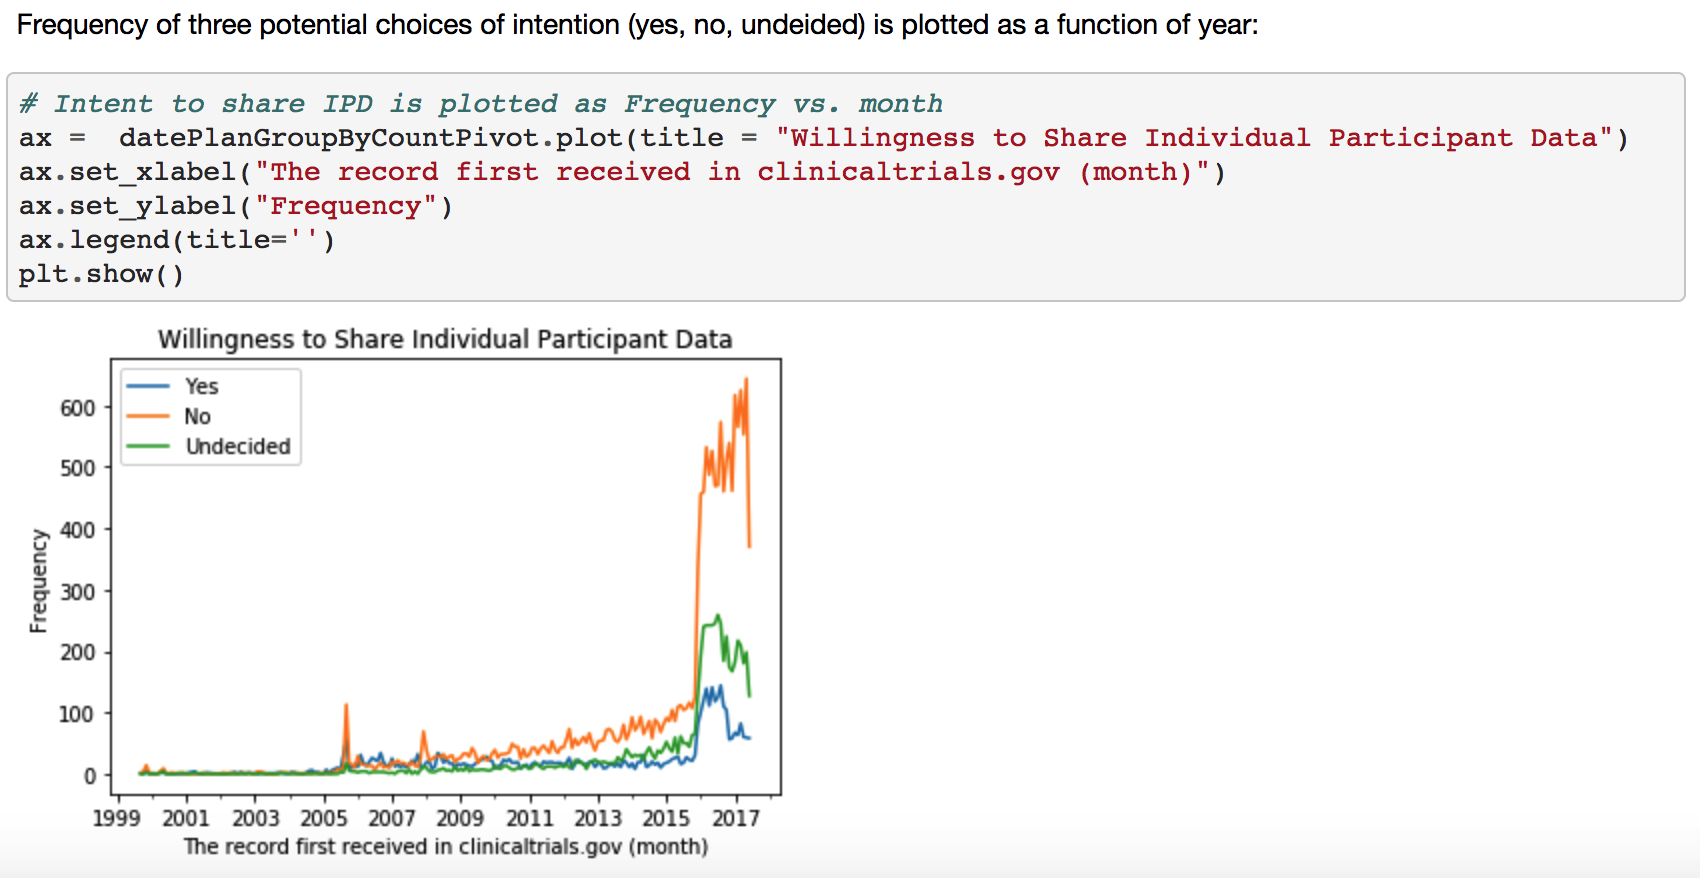 Frequency of three potential choices of intention (yes, no, undeided) is plotted as a function of year:
# Intent to share IPD is plotted as Frequency vs. month
ax =  datePlanGroupByCountPivot.plot(title = "Willingness to Share Individual Participant Data")
ax.set_xlabel("The record first received in clinicaltrials.gov (month)")
ax.set_ylabel("Frequency")
ax.legend(title='')
plt.show()
Willingness to Share Individual Participant Data
Yes
No
Undecided
600
500
400
300
200
100
0
Frequency
1999 2001 2003 2005 2007 2009 2011 2013 2015 2017
The record first received in clinicaltrials.gov (month)